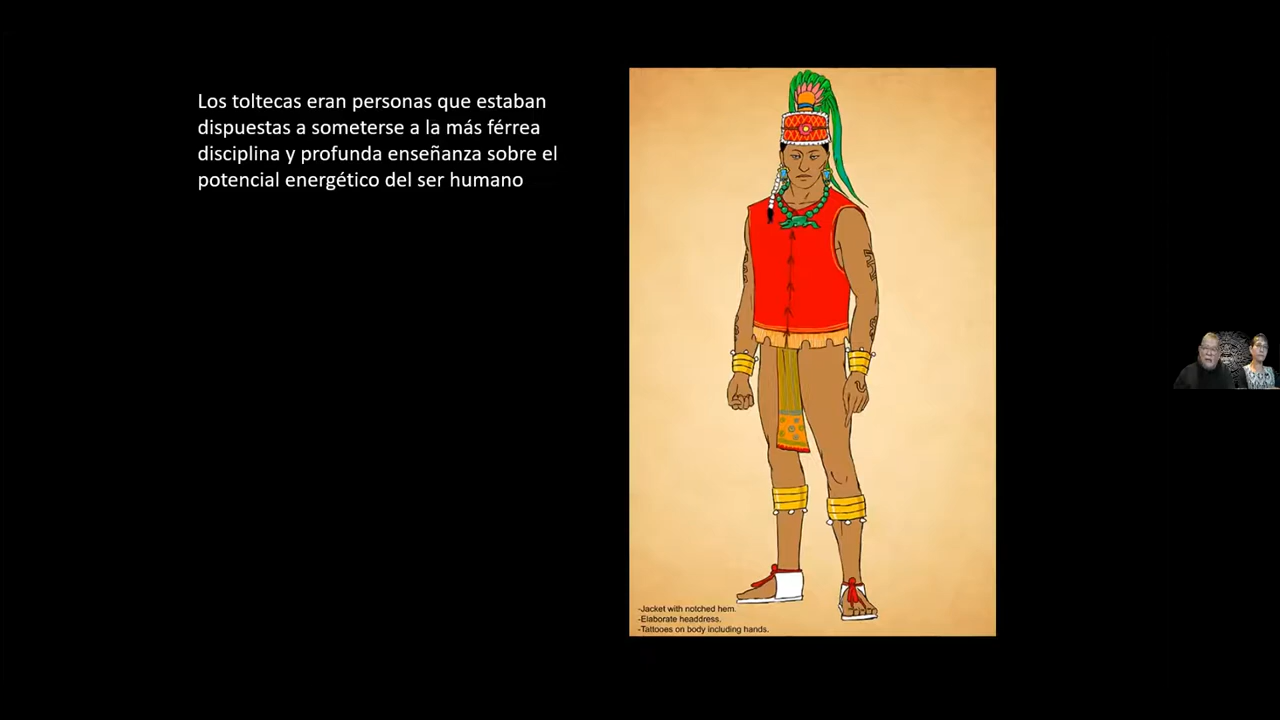 Los toltecas eran personas que estaban
dispuestas a someterse a la más férrea
disciplina y profunda enseñanza sobre el
potencial energético del ser humano
-Jacket with notched hem.
-Elaborate headdress.
-Tattooes on body including hands.